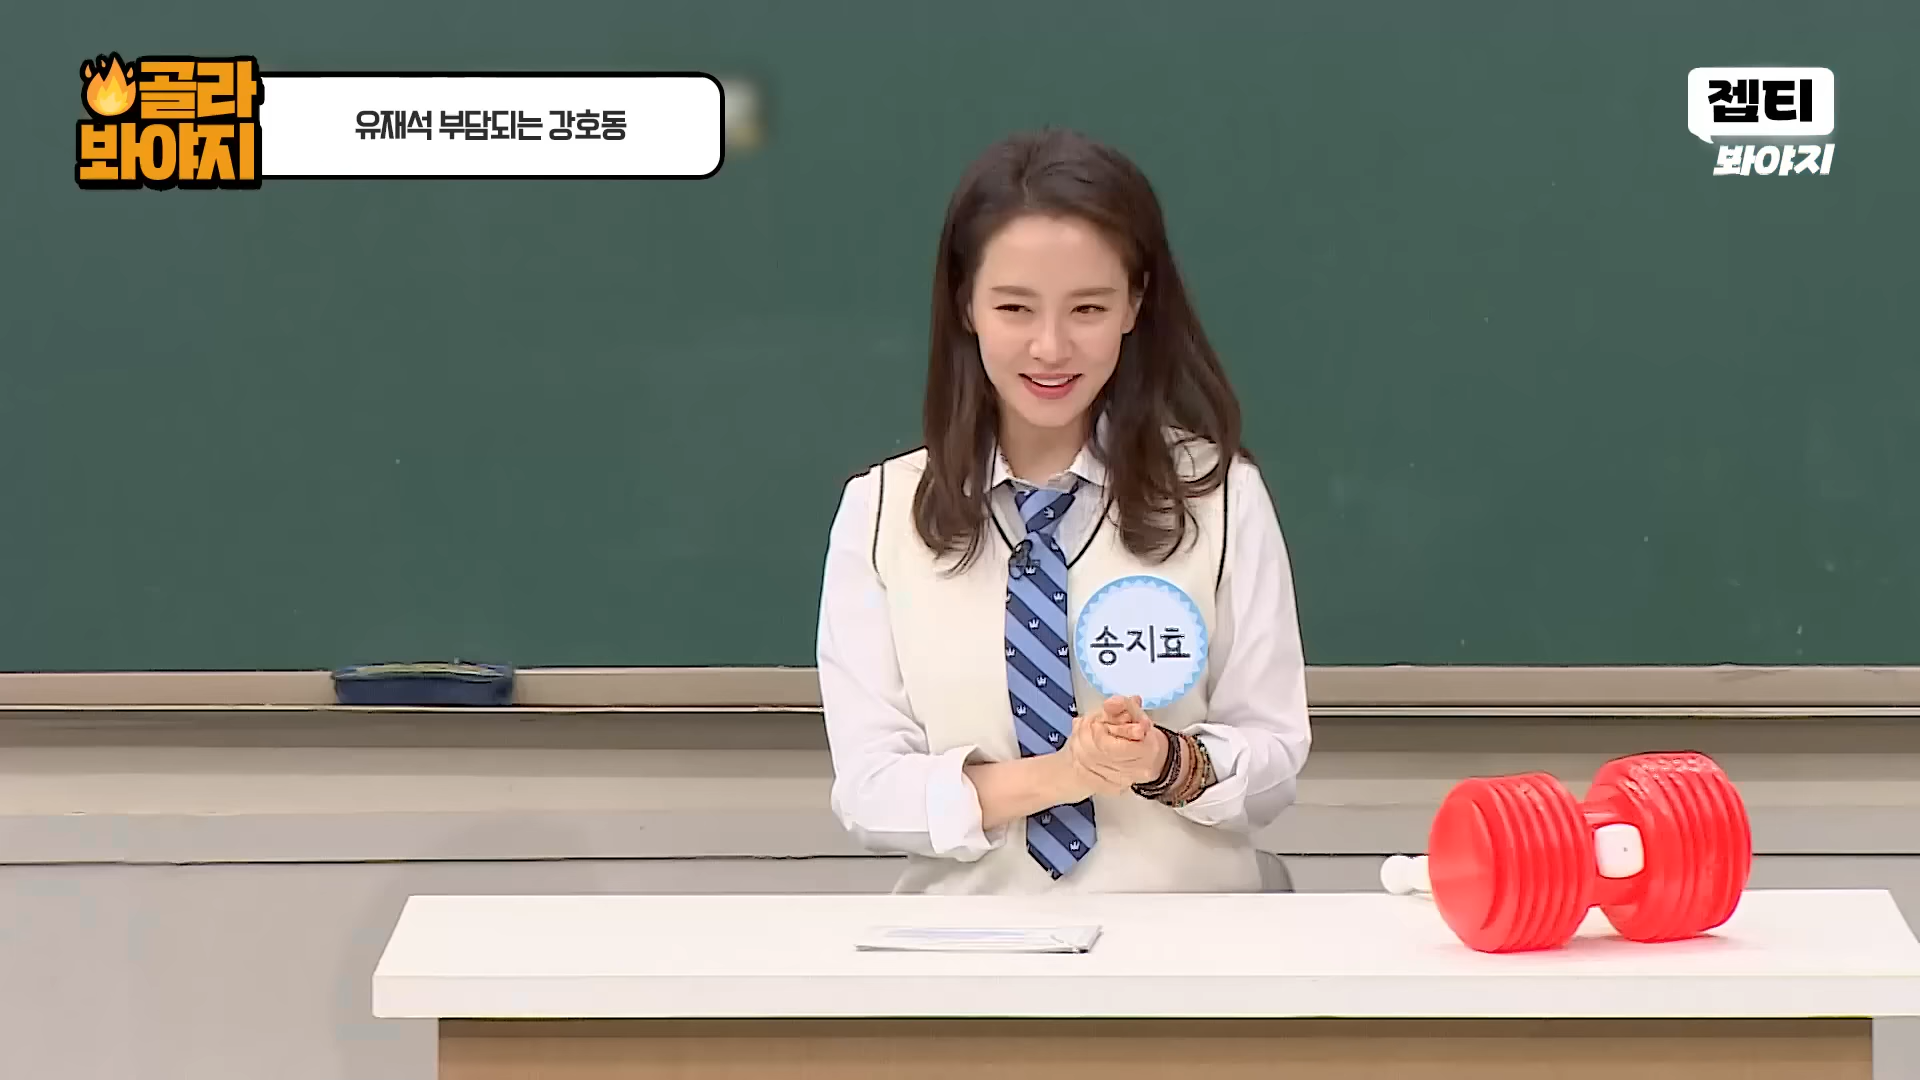 골라
봐야지
유재석 부담되는 강호동
젭티
봐야지
송지효